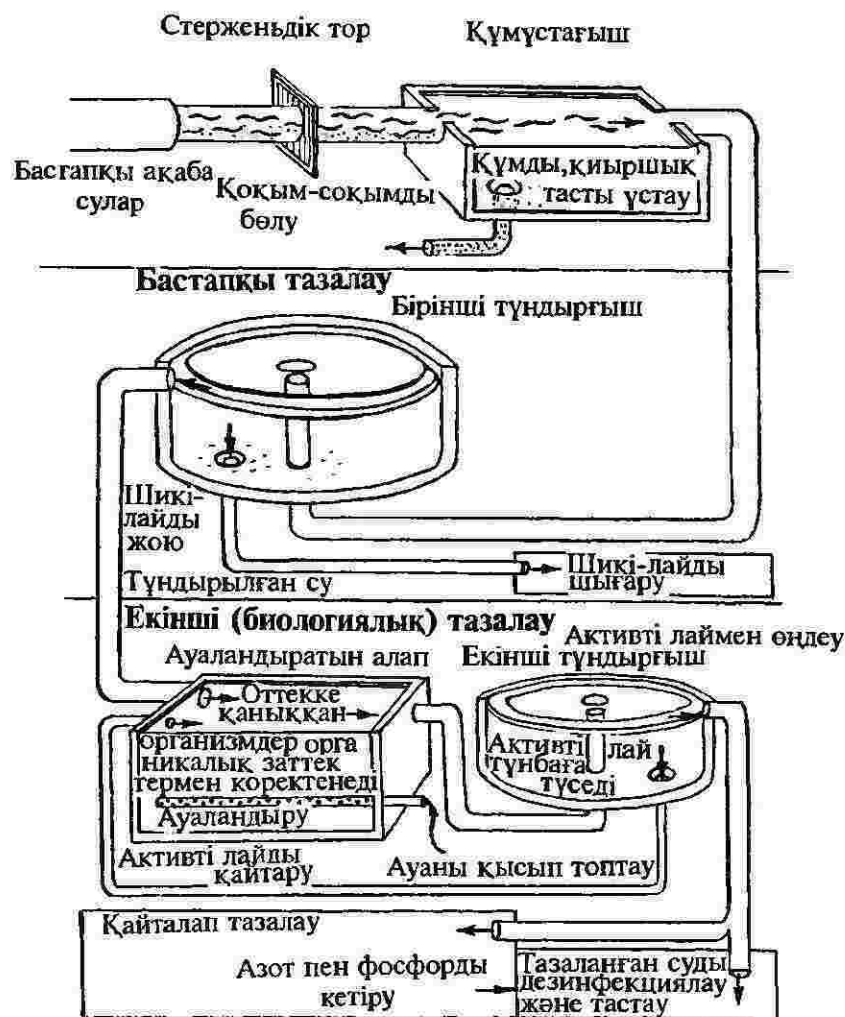 Стерженьдік тор
Құмұстағыш
Бастапқы ақаба
сулар
Қоқым-соқымды
бөлу
Құмды,қиыршық
тасты ұстау
Бастапқы тазалау
Бірінші тұндырғыш
Шикі-
лайды
жою
Тұндырылған су
Шикі-лайды
шығару
Екінші (биологиялық) тазалау
Активті лаймен өңдеу
Ауаландыратын алап
Екінші тұндырғыш
Оттекке
қаныққан
организмдер орга
никалық заттек
термен коректенеді
Ауаландыру
Активті лай
тұнбаға
түседі
Активті лайды
қайтару
Ауаны қысып топтау
Қайталап тазалау
Азот пен фосфорды
кетіру
Тазаланған суды
дезинфекциялау
және тастау